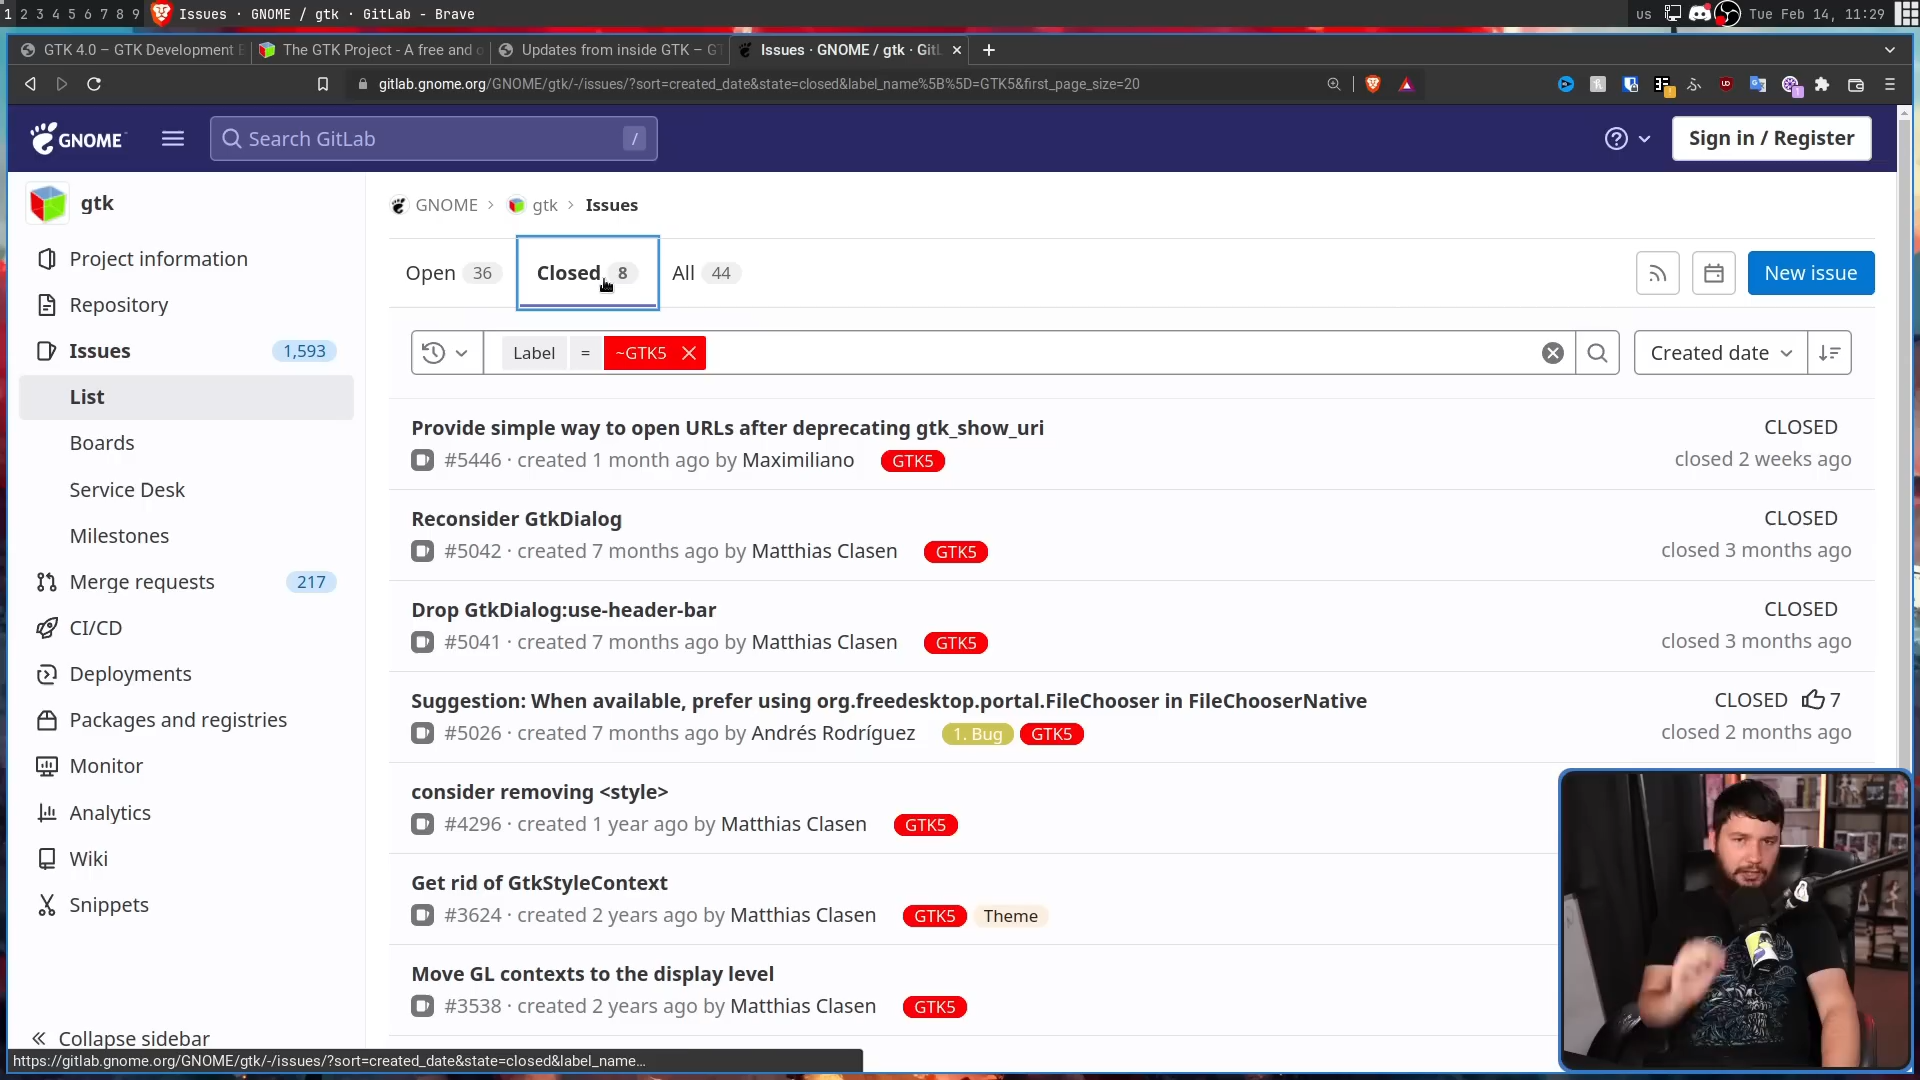 1 2 3 4 5 6 7 8 9 Issues · GNOME / gtk · GitLab - Brave
us Tue Feb 14, 11:29
GTK 4.0 – GTK Development
The GTK Project - A free and o
Updates from inside GTK – GT
Issues · GNOME / gtk · GitL
gitlab.gnome.org/GNOME/gtk/-/issues/?sort=created_date&state=closed&label_name%5B%5D=GTK5&first_page_size=20
GNOME
Search GitLab /
Sign in / Register
gtk
Project information
Repository
Issues 1,593
List
Boards
Service Desk
Milestones
Merge requests 217
CI/CD
Deployments
Packages and registries
Monitor
Analytics
Wiki
Snippets
« Collapse sidebar
GNOME > gtk > Issues
Open 36 Closed 8 All 44
New issue
Label = ~GTK5
Created date
Provide simple way to open URLs after deprecating gtk_show_uri
CLOSED
#5446 · created 1 month ago by Maximiliano GTK5
closed 2 weeks ago
Reconsider GtkDialog
CLOSED
#5042 · created 7 months ago by Matthias Clasen GTK5
closed 3 months ago
Drop GtkDialog:use-header-bar
CLOSED
#5041 · created 7 months ago by Matthias Clasen GTK5
closed 3 months ago
Suggestion: When available, prefer using org.freedesktop.portal.FileChooser in FileChooserNative
CLOSED 7
#5026 · created 7 months ago by Andrés Rodríguez 1. Bug GTK5
closed 2 months ago
consider removing <style>
#4296 · created 1 year ago by Matthias Clasen GTK5
Get rid of GtkStyleContext
#3624 · created 2 years ago by Matthias Clasen GTK5 Theme
Move GL contexts to the display level
#3538 · created 2 years ago by Matthias Clasen GTK5
https://gitlab.gnome.org/GNOME/gtk/-/issues/?sort=created_date&state=closed&label_name...